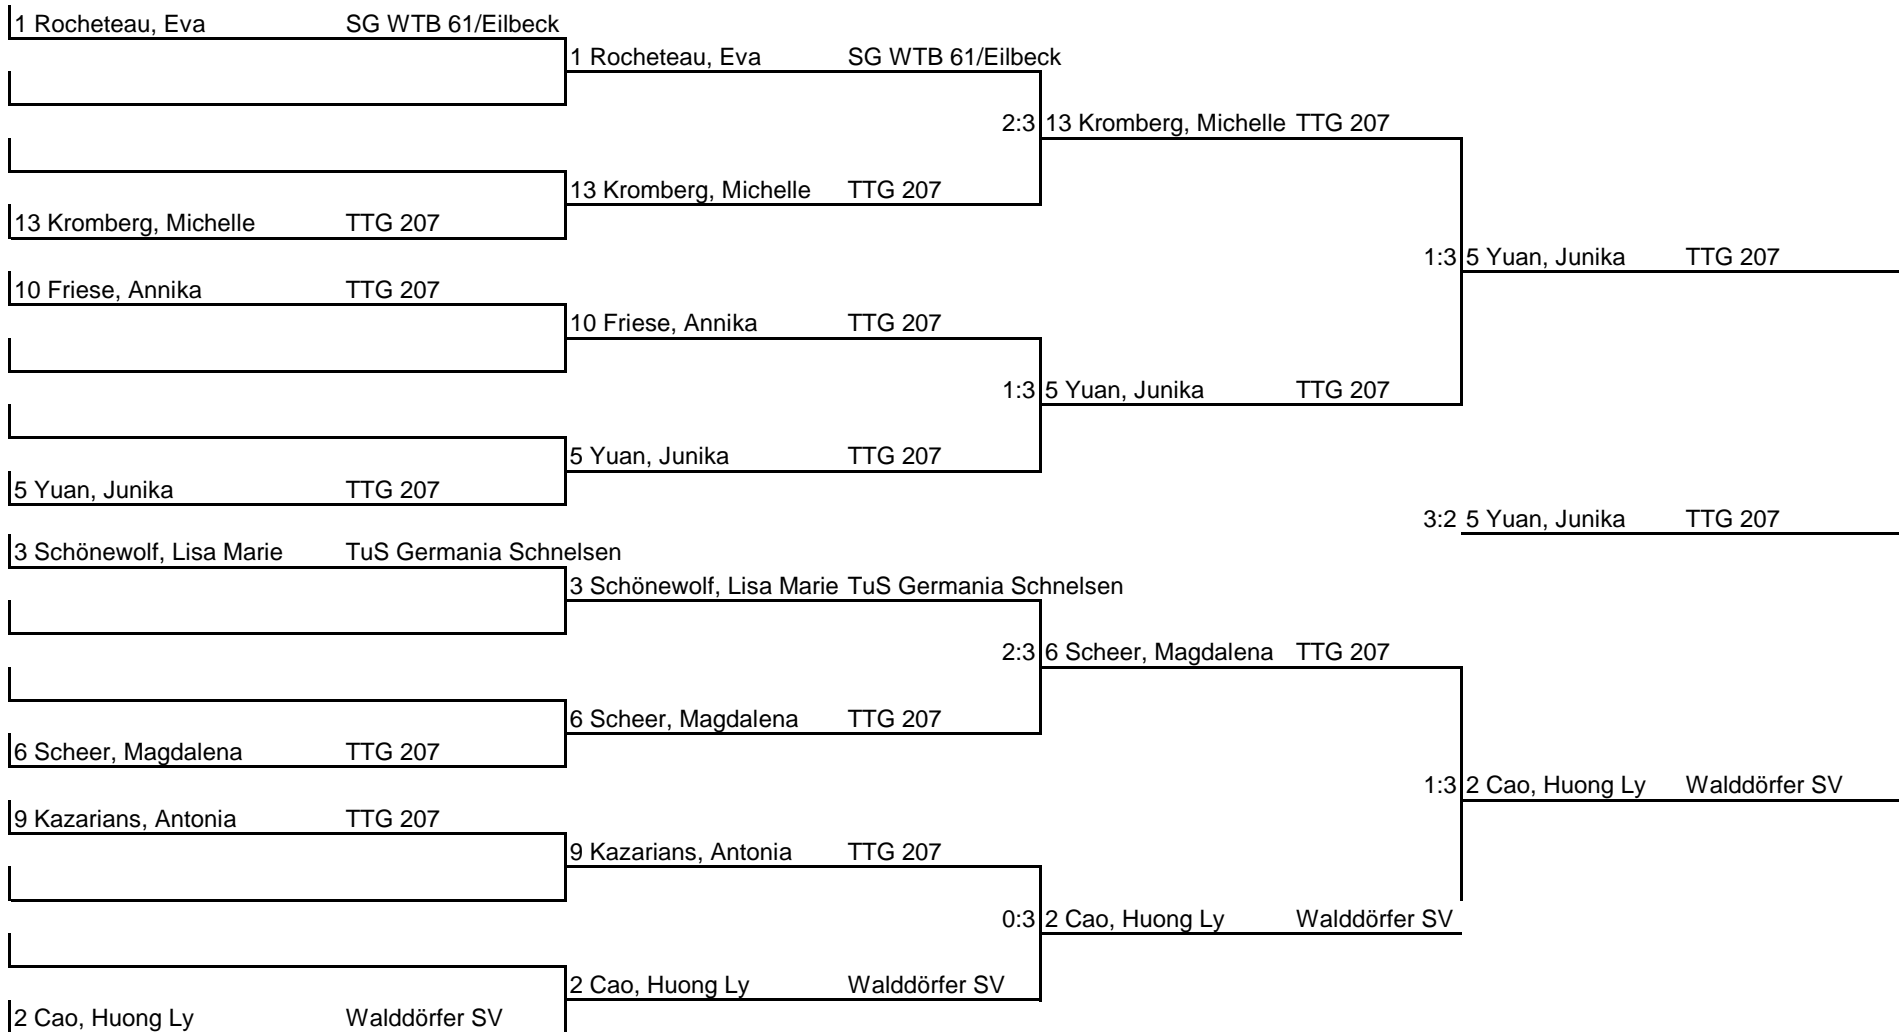 1 Rocheteau, Eva SG WTB 61/Eilbeck
1 Rocheteau, Eva SG WTB 61/Eilbeck
2:3 13 Kromberg, Michelle TTG 207
13 Kromberg, Michelle TTG 207
13 Kromberg, Michelle TTG 207
1:3 5 Yuan, Junika TTG 207
10 Friese, Annika TTG 207
10 Friese, Annika TTG 207
1:3 5 Yuan, Junika TTG 207
5 Yuan, Junika TTG 207
5 Yuan, Junika TTG 207
3:2 5 Yuan, Junika TTG 207
3 Schönewolf, Lisa Marie TuS Germania Schnelsen
3 Schönewolf, Lisa Marie TuS Germania Schnelsen
2:3 6 Scheer, Magdalena TTG 207
6 Scheer, Magdalena TTG 207
6 Scheer, Magdalena TTG 207
1:3 2 Cao, Huong Ly Walddörfer SV
9 Kazarians, Antonia TTG 207
9 Kazarians, Antonia TTG 207
0:3 2 Cao, Huong Ly Walddörfer SV
2 Cao, Huong Ly Walddörfer SV
2 Cao, Huong Ly Walddörfer SV